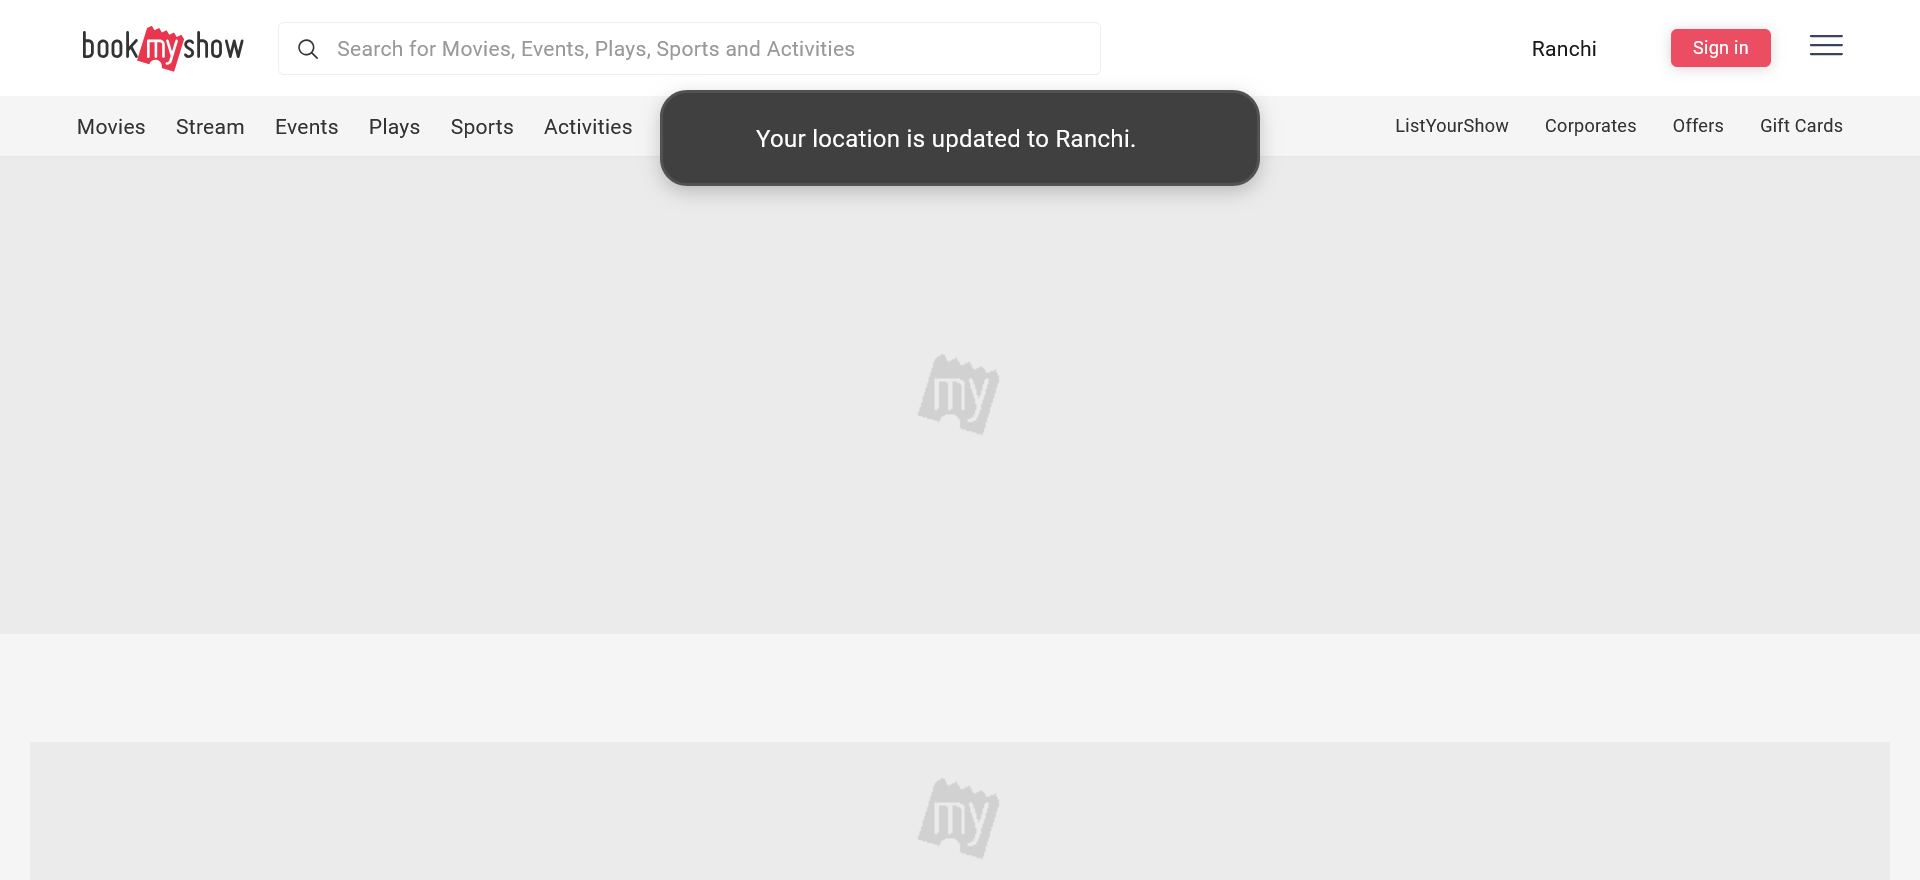 bookmyshow
Search for Movies, Events, Plays, Sports and Activities
Ranchi
Sign in
Movies
Stream
Events
Plays
Sports
Activities
Your location is updated to Ranchi.
ListYourShow
Corporates
Offers
Gift Cards
my
my